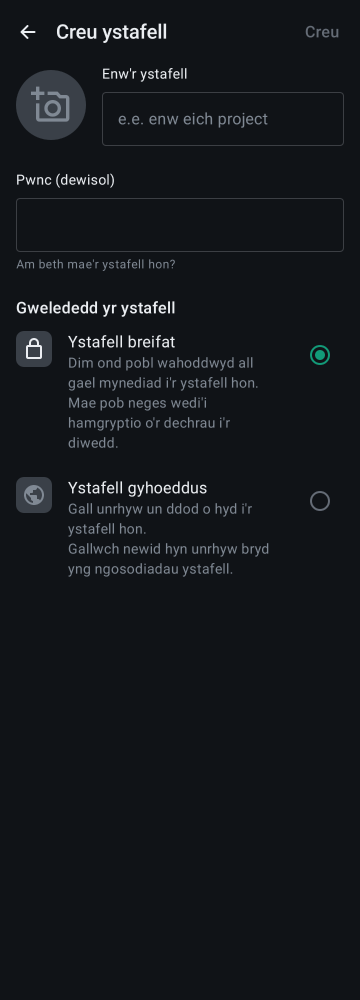 Creu ystafell
Creu
Enw'r ystafell
e.e. enw eich project
Pwnc (dewisol)
Am beth mae'r ystafell hon?
Gwelededd yr ystafell
Ystafell breifat
Dim ond pobl wahoddwyd all
gael mynediad i'r ystafell hon.
Mae pob neges wedi'i
hamgryptio o'r dechrau i'r
diwedd.
Ystafell gyhoeddus
Gall unrhyw un ddod o hyd i'r
ystafell hon.
Gallwch newid hyn unrhyw bryd
yng ngosodiadau ystafell.